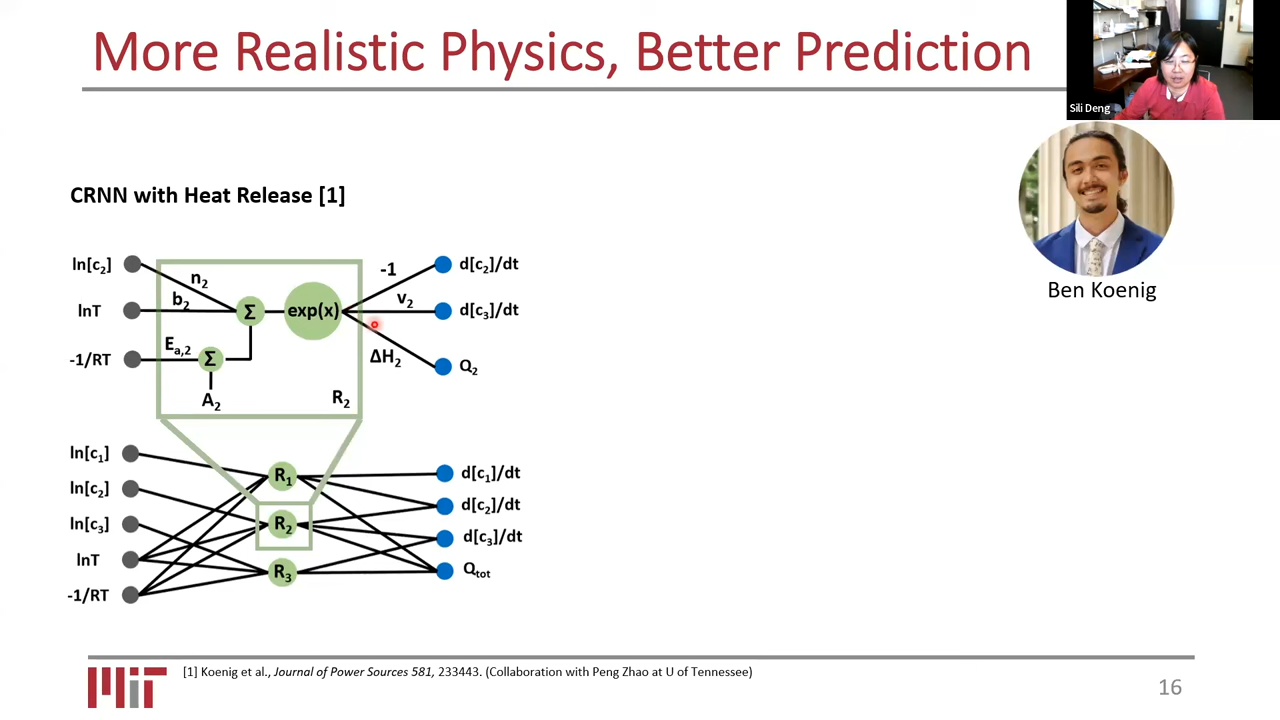 More Realistic Physics, Better Prediction
Sili Deng
Ben Koenig
CRNN with Heat Release [1]
ln[c₂]
lnT
-1/RT
n₂
b₂
Eₐ,₂
Σ
Σ
A₂
exp(x)
R₂
-1
v₂
ΔH₂
d[c₂]/dt
d[c₃]/dt
Q₂
ln[c₁]
ln[c₂]
ln[c₃]
lnT
-1/RT
R₁
R₂
R₃
d[c₁]/dt
d[c₂]/dt
d[c₃]/dt
Qtot
MIT
[1] Koenig et al., Journal of Power Sources 581, 233443. (Collaboration with Peng Zhao at U of Tennessee)
16